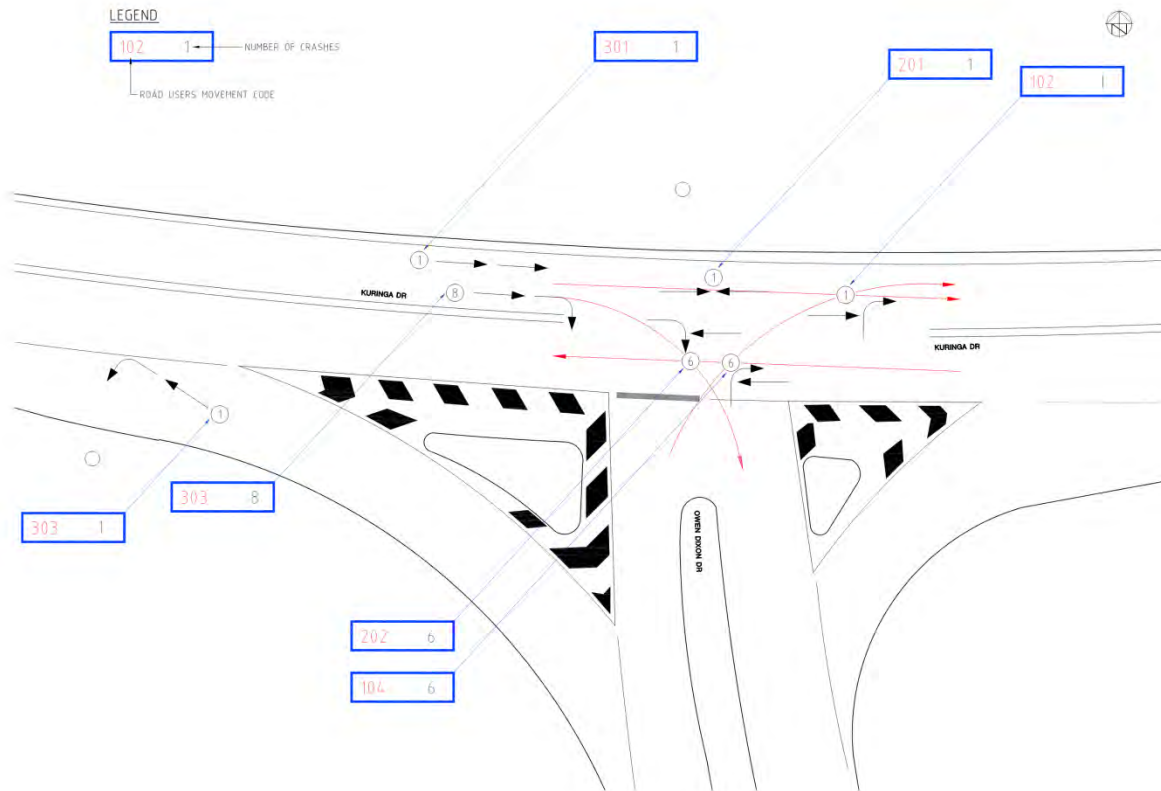 LEGEND
102 1
NUMBER OF CRASHES
ROAD USERS MOVEMENT CODE
301 1
201 1
102 1
N
1
1
1
8
KURINGA DR
6
6
KURINGA DR
1
303 8
303 1
OWEN DIXON DR
202 6
104 6